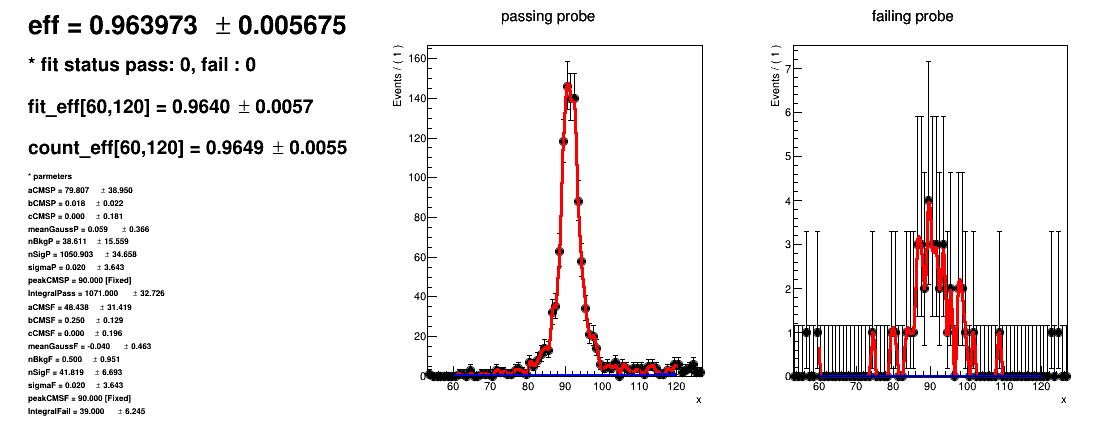 eff = 0.963973 ± 0.005675
* fit status pass: 0, fail : 0
fit_eff[60,120] = 0.9640 ± 0.0057
count_eff[60,120] = 0.9649 ± 0.0055
* parmeters
aCMSP = 79.807 ± 38.950
bCMSP = 0.018 ± 0.022
cCMSP = 0.000 ± 0.181
meanGaussP = 0.059 ± 0.366
nBkgP = 38.611 ± 15.559
nSigP = 1050.903 ± 34.658
sigmaP = 0.020 ± 3.643
peakCMSP = 90.000 [Fixed]
IntegralPass = 1071.000 ± 32.726
aCMSF = 48.438 ± 31.419
bCMSF = 0.250 ± 0.129
cCMSF = 0.000 ± 0.196
meanGaussF = -0.040 ± 0.463
nBkgF = 0.500 ± 0.951
nSigF = 41.819 ± 6.693
sigmaF = 0.020 ± 3.643
peakCMSF = 90.000 [Fixed]
IntegralFail = 39.000 ± 6.245
passing probe
Events / ( 1 )
160
140
120
100
80
60
40
20
0
60 70 80 90 100 110 120
x
failing probe
Events / ( 1 )
7
6
5
4
3
2
1
0
60 70 80 90 100 110 120
x